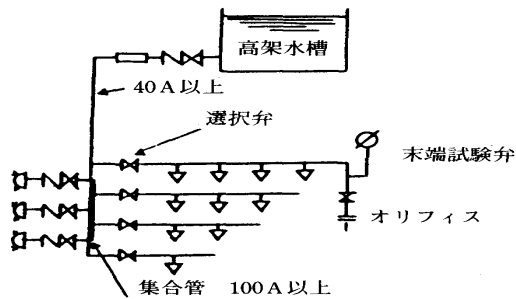 高架水槽
40A以上
選択弁
末端試験弁
オリフィス
集合管 100A以上